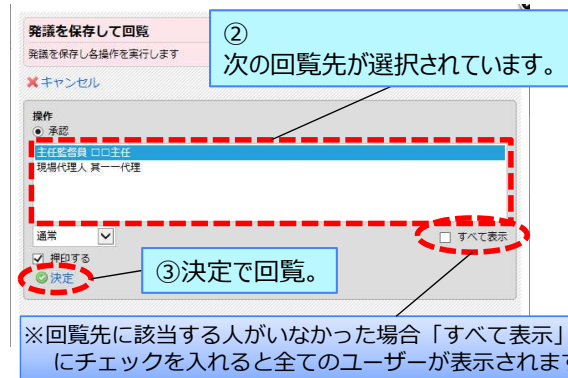 発議を保存して回覧
発議を保存し各操作を実行します
②
次の回覧先が選択されています。
キャンセル
操作
承認
主任監督員 □□主任
現場代理人 其一一代理
通常
すべて表示
押印する
決定
③決定で回覧。
※回覧先に該当する人がいなかった場合「すべて表示」
にチェックを入れると全てのユーザーが表示されます